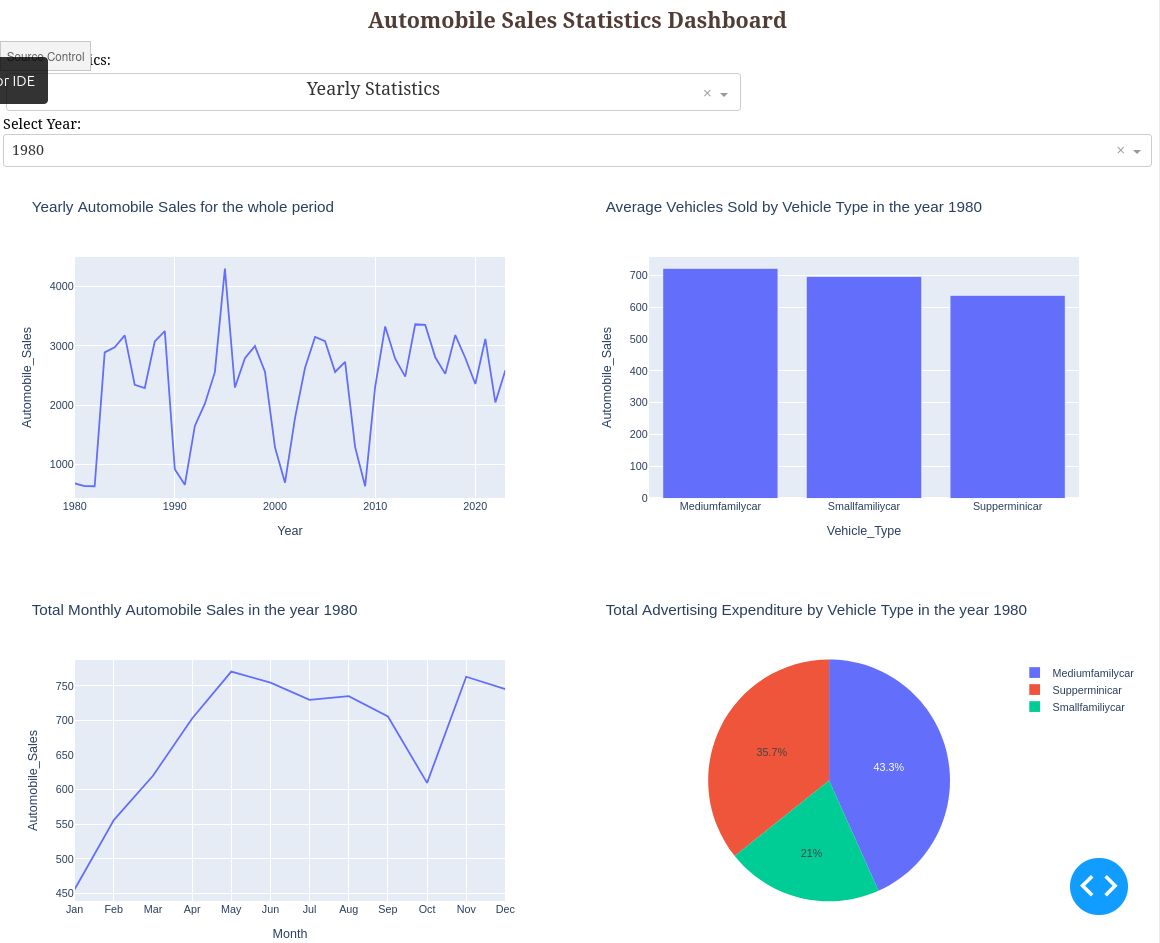 Automobile Sales Statistics Dashboard
Source Control
ics:
or IDE
Yearly Statistics
×
Select Year:
1980
×
Yearly Automobile Sales for the whole period
Average Vehicles Sold by Vehicle Type in the year 1980
Automobile_Sales
4000
3000
2000
1000
1980 1990 2000 2010 2020
Year
Automobile_Sales
700
600
500
400
300
200
100
0
Mediumfamilycar Smallfamiliycar Supperminicar
Vehicle_Type
Total Monthly Automobile Sales in the year 1980
Total Advertising Expenditure by Vehicle Type in the year 1980
Automobile_Sales
750
700
650
600
550
500
450
Jan Feb Mar Apr May Jun Jul Aug Sep Oct Nov Dec
Month
35.7%
43.3%
21%
Mediumfamilycar
Supperminicar
Smallfamiliycar